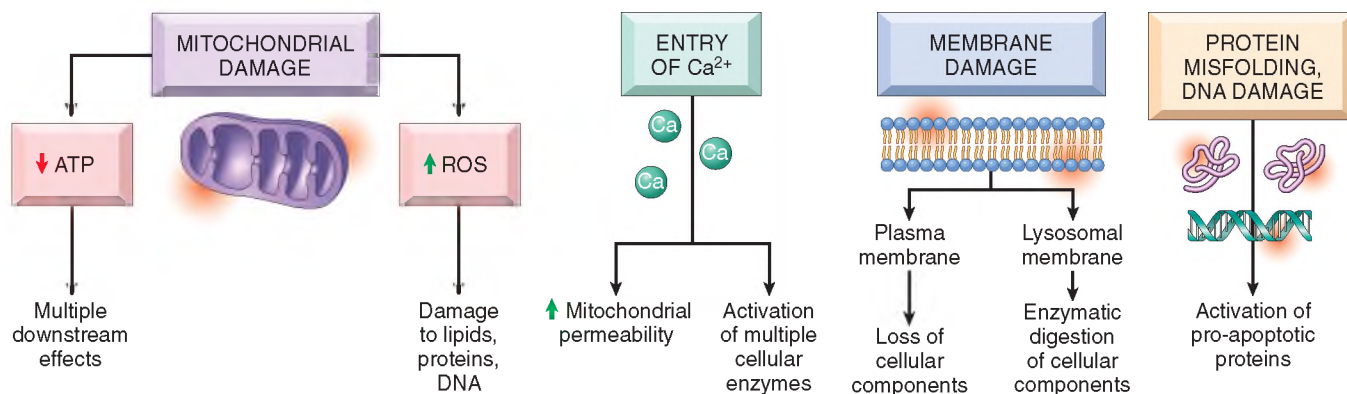 MITOCHONDRIAL
DAMAGE
ATP
ROS
Multiple
downstream
effects
Damage
to lipids,
proteins,
DNA
ENTRY
OF Ca²⁺
Ca
Ca
Ca
Mitochondrial
permeability
Activation
of multiple
cellular
enzymes
MEMBRANE
DAMAGE
Plasma
membrane
Loss of
cellular
components
Lysosomal
membrane
Enzymatic
digestion
of cellular
components
PROTEIN
MISFOLDING,
DNA DAMAGE
Activation of
pro-apoptotic
proteins